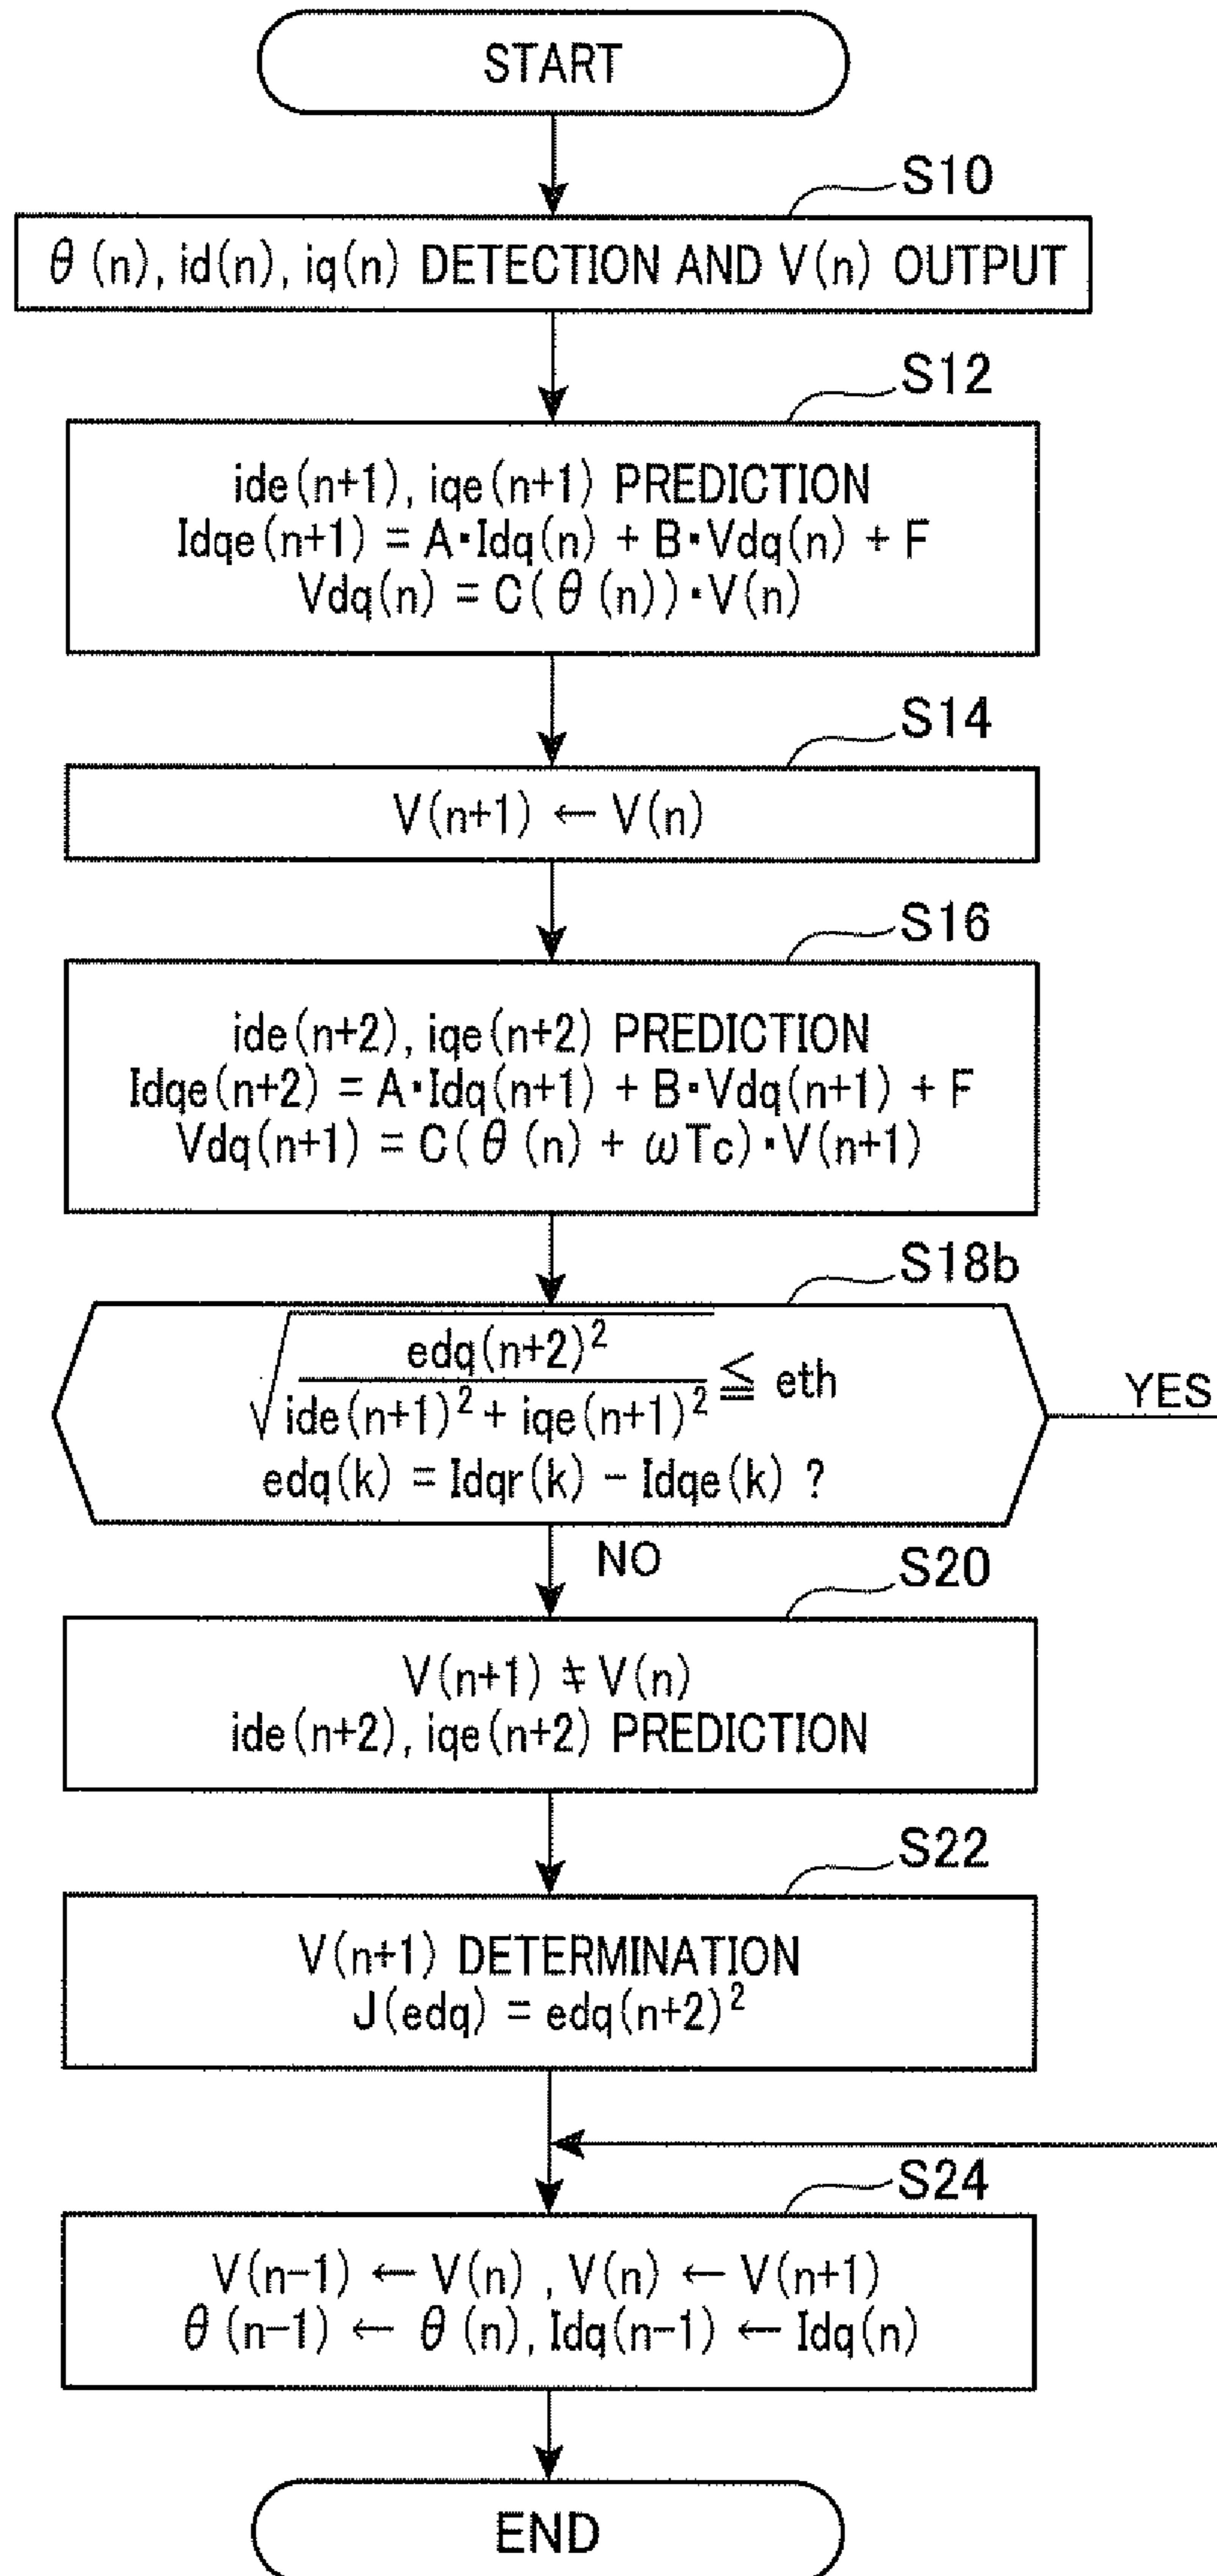 START
S10
θ(n), id(n), iq(n) DETECTION AND V(n) OUTPUT
S12
ide(n+1), iqe(n+1) PREDICTION
Idqe(n+1) = A·Idq(n) + B·Vdq(n) + F
Vdq(n) = C(θ(n))·V(n)
S14
V(n+1) ← V(n)
S16
ide(n+2), iqe(n+2) PREDICTION
Idqe(n+2) = A·Idq(n+1) + B·Vdq(n+1) + F
Vdq(n+1) = C(θ(n) + ωTc)·V(n+1)
S18b
√(edq(n+2)² / (ide(n+1)² + iqe(n+1)²)) ≦ eth
edq(k) = Idqr(k) − Idqe(k) ?
YES
NO
S20
V(n+1) ≠ V(n)
ide(n+2), iqe(n+2) PREDICTION
S22
V(n+1) DETERMINATION
J(edq) = edq(n+2)²
S24
V(n-1) ← V(n) , V(n) ← V(n+1)
θ(n-1) ← θ(n), Idq(n-1) ← Idq(n)
END